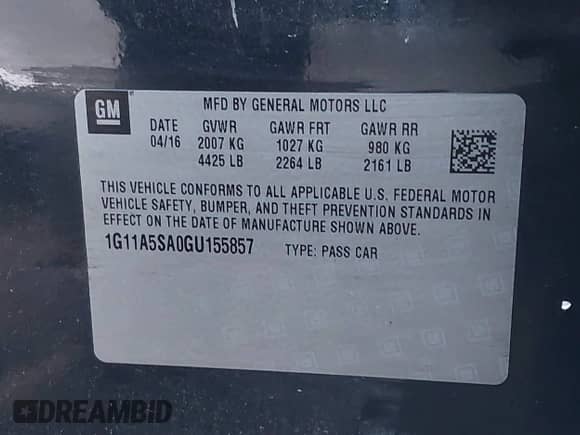 GM
MFD BY GENERAL MOTORS LLC
DATE GVWR GAWR FRT GAWR RR
04/16 2007 KG 1027 KG 980 KG
4425 LB 2264 LB 2161 LB
THIS VEHICLE CONFORMS TO ALL APPLICABLE U.S. FEDERAL MOTOR
VEHICLE SAFETY, BUMPER, AND THEFT PREVENTION STANDARDS IN
EFFECT ON THE DATE OF MANUFACTURE SHOWN ABOVE.
1G11A5SA0GU155857 TYPE: PASS CAR
DREAMBID